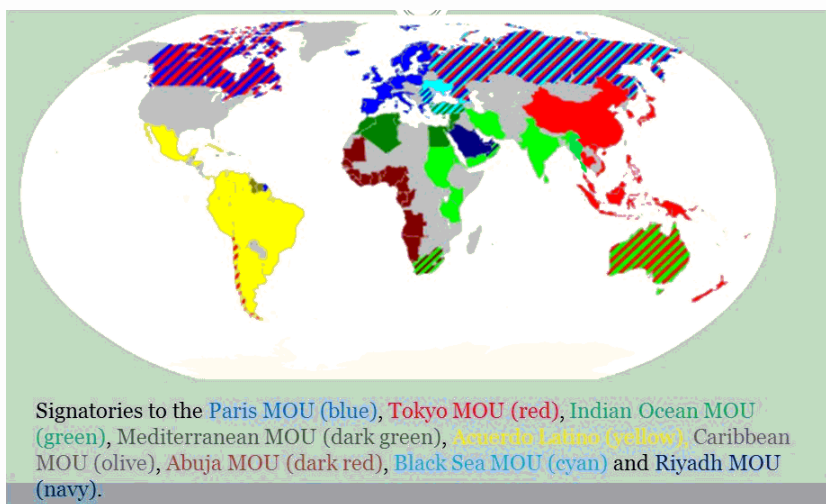 Signatories to the Paris MOU (blue), Tokyo MOU (red), Indian Ocean MOU
(green), Mediterranean MOU (dark green), Acuerdo Latino (yellow), Caribbean
MOU (olive), Abuja MOU (dark red), Black Sea MOU (cyan) and Riyadh MOU
(navy).